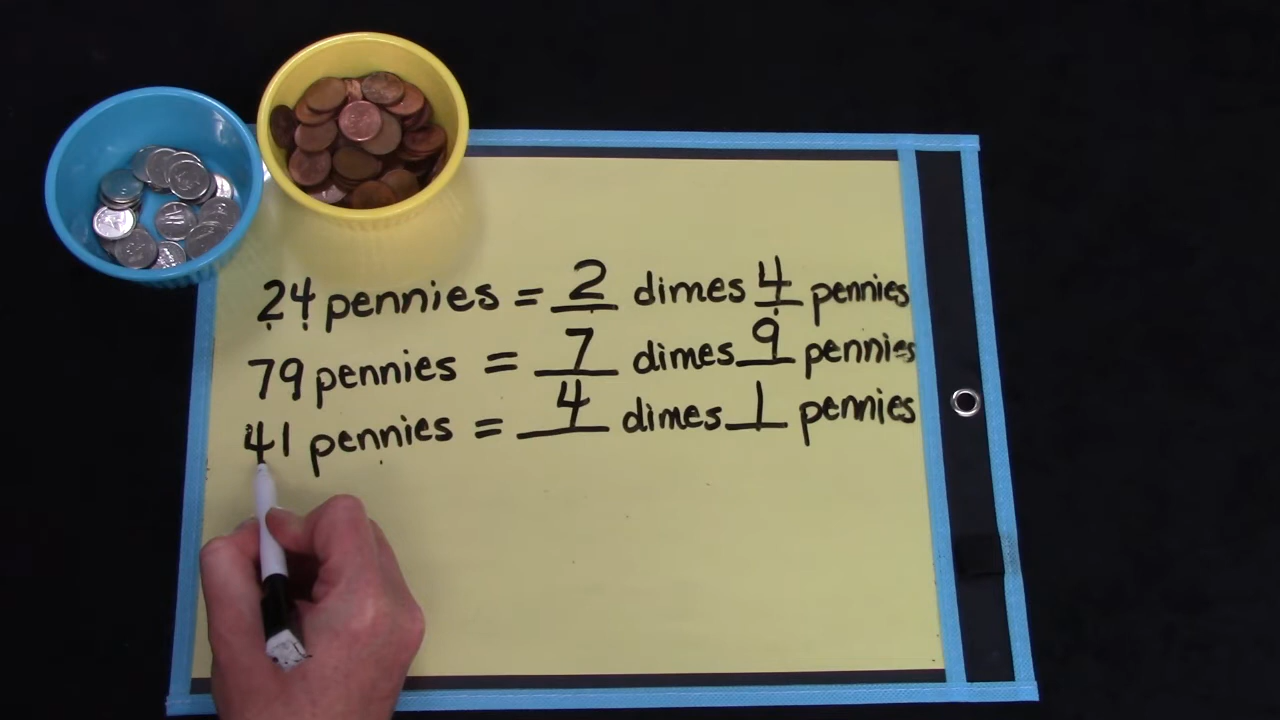 24 pennies = 2 dimes 4 pennies
79 pennies = 7 dimes 9 pennies
41 pennies = 4 dimes 1 pennies